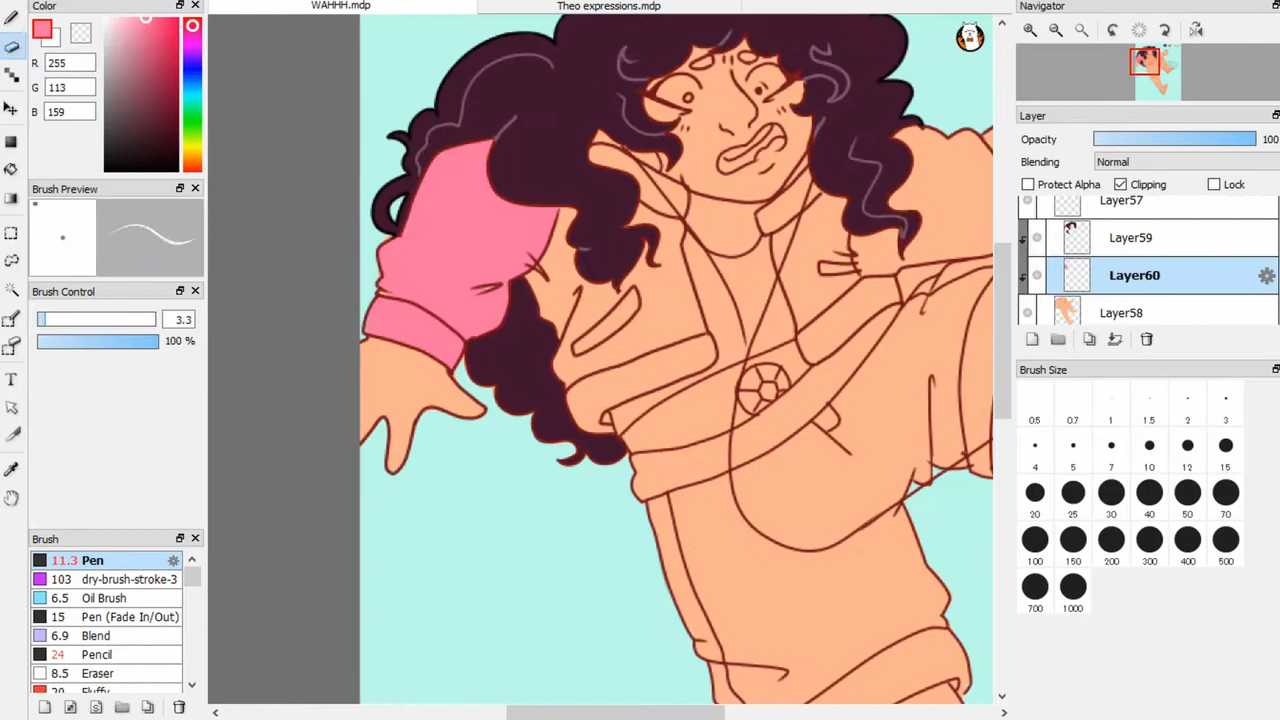 WAHHH.mdp
Theo expressions.mdp
Color
R 255
G 113
B 159
Brush Preview
Brush Control
3.3
100 %
Brush
11.3 Pen
103 dry-brush-stroke-3
6.5 Oil Brush
15 Pen (Fade In/Out)
6.9 Blend
24 Pencil
8.5 Eraser
20 Fluffy
Navigator
Layer
Opacity 100
Blending Normal
Protect Alpha Clipping Lock
Layer57
Layer59
Layer60
Layer58
Brush Size
0.5 0.7 1 1.5 2 3
4 5 7 10 12 15
20 25 30 40 50 70
100 150 200 300 400 500
700 1000